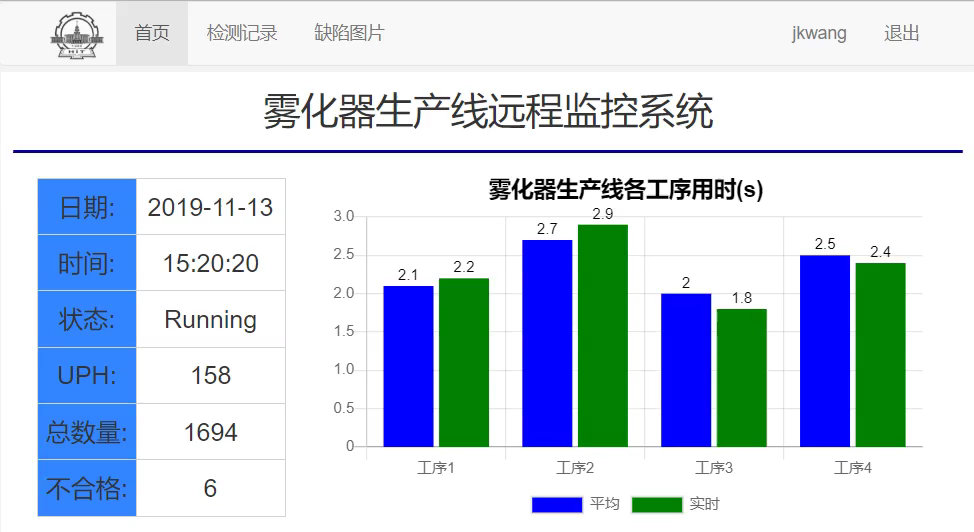 HIT
首页 检测记录 缺陷图片 jkwang 退出
雾化器生产线远程监控系统
日期: 2019-11-13
时间: 15:20:20
状态: Running
UPH: 158
总数量: 1694
不合格: 6
雾化器生产线各工序用时(s)
3.0
2.5
2.0
1.5
1.0
0.5
0
2.1 2.2 2.7 2.9 2 1.8 2.5 2.4
工序1 工序2 工序3 工序4
平均 实时